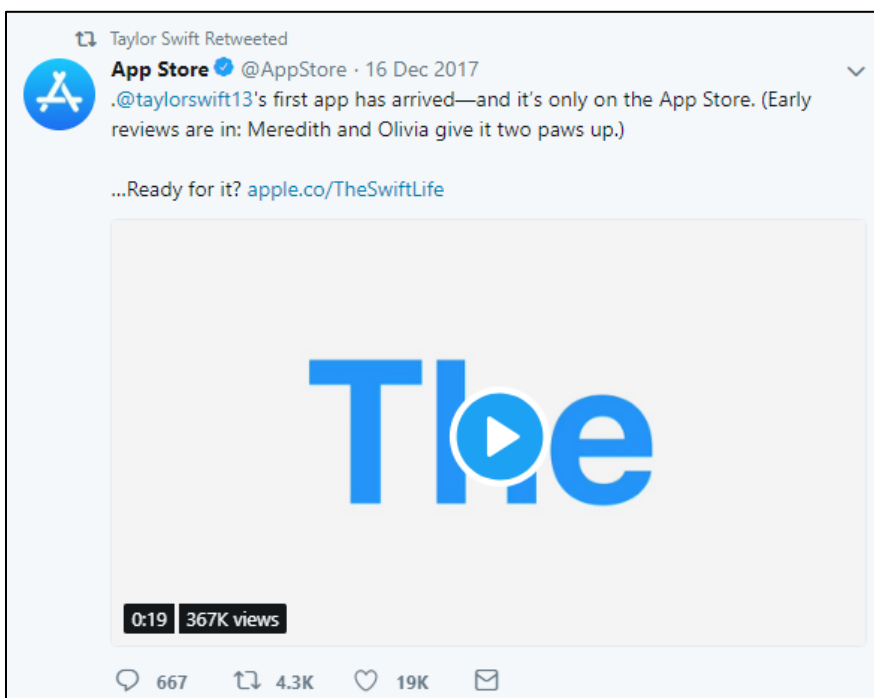 Taylor Swift Retweeted
App Store @AppStore · 16 Dec 2017
.@taylorswift13's first app has arrived—and it's only on the App Store. (Early
reviews are in: Meredith and Olivia give it two paws up.)
...Ready for it? apple.co/TheSwiftLife
The
0:19 367K views
667 4.3K 19K